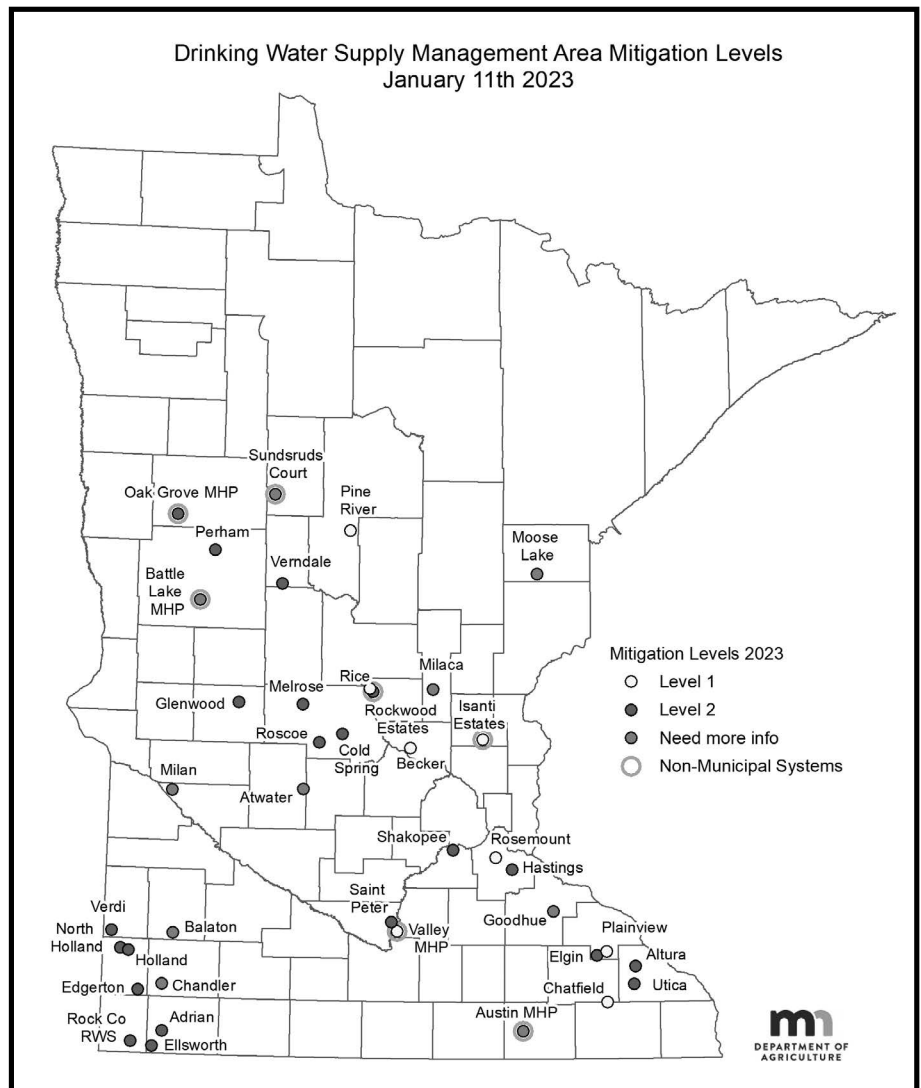 Drinking Water Supply Management Area Mitigation Levels
January 11th 2023
Sundsruds
Court
Oak Grove MHP
Pine
River
Perham
Moose
Lake
Verndale
Battle
Lake
MHP
Mitigation Levels 2023
Level 1
Level 2
Need more info
Non-Municipal Systems
Rice
Milaca
Melrose
Glenwood
Rockwood
Estates
Isanti
Estates
Roscoe
Cold
Spring
Becker
Milan
Atwater
Shakopee
Rosemount
Hastings
Saint
Peter
Verdi
Goodhue
Valley
MHP
Balaton
North
Holland
Holland
Plainview
Elgin
Altura
Utica
Edgerton
Chandler
Chatfield
Austin MHP
Adrian
Rock Co
RWS
Ellsworth
DEPARTMENT OF
AGRICULTURE